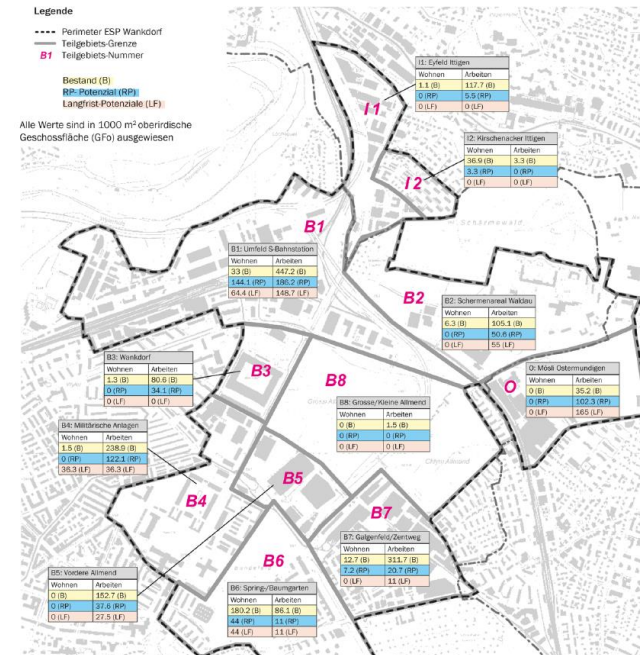 Legende
Perimeter ESP Wankdorf
Teilgebiets-Grenze
B1 Teilgebiets-Nummer
Bestand (B)
RP- Potenzial (RP)
Langfrist-Potenziale (LF)
Alle Werte sind in 1000 m² oberirdische
Geschossfläche (GFo) ausgewiesen
I1: Eyfeld Ittigen
Wohnen Arbeiten
1.1 (B) 117.7 (B)
0 (RP) 5.5 (RP)
0 (LF) 0 (LF)
I 1
I2: Kirschenacker Ittigen
Wohnen Arbeiten
36.9 (B) 3.3 (B)
3.3 (RP) 0 (RP)
0 (LF) 0 (LF)
I 2
Schärmewald
B1
B1: Umfeld S-Bahnstation
Wohnen Arbeiten
33 (B) 447.2 (B)
144.1 (RP) 186.2 (RP)
64.4 (LF) 148.7 (LF)
B2
B2: Schermenareal Waldau
Wohnen Arbeiten
6.3 (B) 105.1 (B)
0 (RP) 50.6 (RP)
0 (LF) 55 (LF)
B3: Wankdorf
Wohnen Arbeiten
1.3 (B) 80.6 (B)
0 (RP) 34.1 (RP)
0 (LF) 0 (LF)
B3
B8
O
O: Mösli Ostermundigen
Wohnen Arbeiten
0 (B) 35.2 (B)
0 (RP) 102.3 (RP)
0 (LF) 165 (LF)
B8: Grosse/Kleine Allmend
Wohnen Arbeiten
0 (B) 1.5 (B)
0 (RP) 0 (RP)
0 (LF) 0 (LF)
B4: Militärische Anlagen
Wohnen Arbeiten
1.5 (B) 238.9 (B)
0 (RP) 122.1 (RP)
36.3 (LF) 36.3 (LF)
B4
B5
B7
B7: Galgenfeld/Zentweg
Wohnen Arbeiten
12.7 (B) 311.7 (B)
7.2 (RP) 20.7 (RP)
0 (LF) 11 (LF)
B5: Vordere Allmend
Wohnen Arbeiten
0 (B) 152.7 (B)
0 (RP) 37.6 (RP)
0 (LF) 27.5 (LF)
B6
B6: Spring-/Baumgarten
Wohnen Arbeiten
180.2 (B) 86.1 (B)
44 (RP) 11 (RP)
44 (LF) 11 (LF)